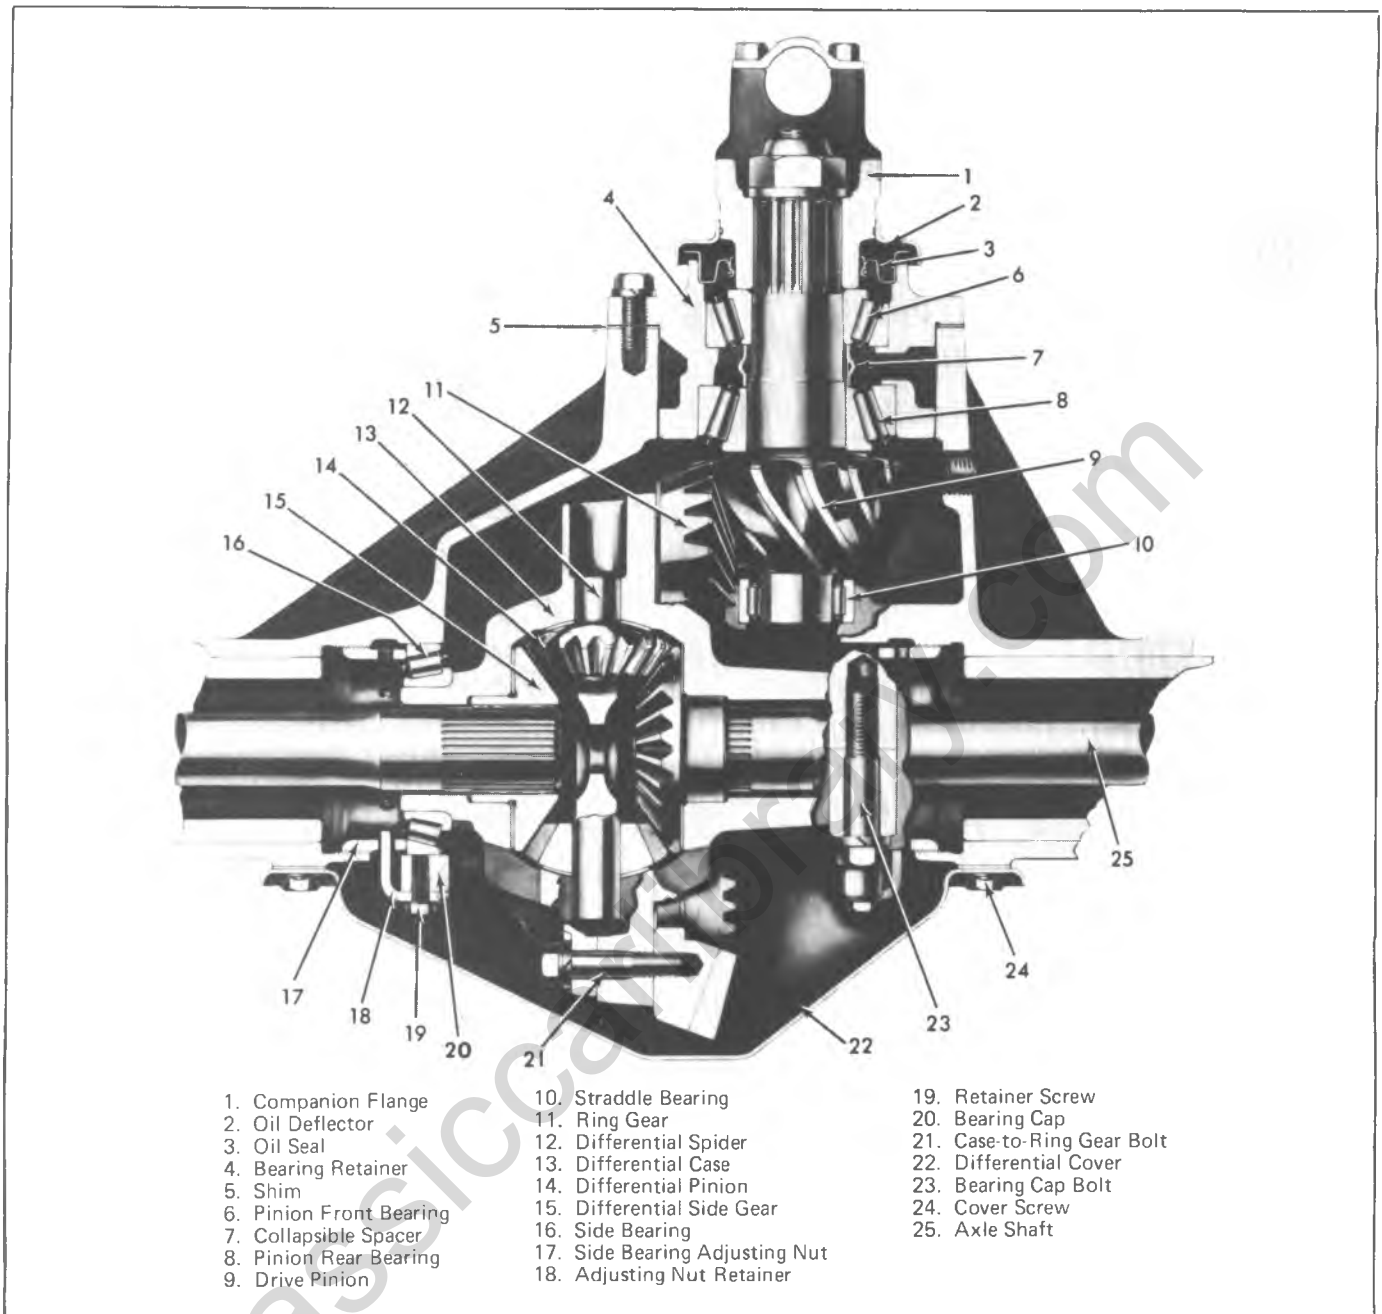 1
2
3
4
5
6
7
8
9
10
11
12
13
14
15
16
17
18
19
20
21
22
23
24
25
1. Companion Flange
2. Oil Deflector
3. Oil Seal
4. Bearing Retainer
5. Shim
6. Pinion Front Bearing
7. Collapsible Spacer
8. Pinion Rear Bearing
9. Drive Pinion
10. Straddle Bearing
11. Ring Gear
12. Differential Spider
13. Differential Case
14. Differential Pinion
15. Differential Side Gear
16. Side Bearing
17. Side Bearing Adjusting Nut
18. Adjusting Nut Retainer
19. Retainer Screw
20. Bearing Cap
21. Case-to-Ring Gear Bolt
22. Differential Cover
23. Bearing Cap Bolt
24. Cover Screw
25. Axle Shaft
assiccarlibrary.com